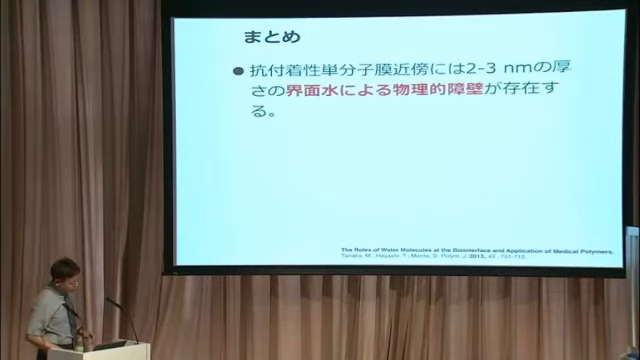 まとめ
● 抗付着性単分子膜近傍には2-3 nmの厚
さの界面水による物理的障壁が存在す
る。
The Roles of Water Molecules at the Biointerface and Application of Medical Polymers.
Tanaka, M., Hayashi, T., Morita, S. Polym. J. 2013, 45, 701-710.